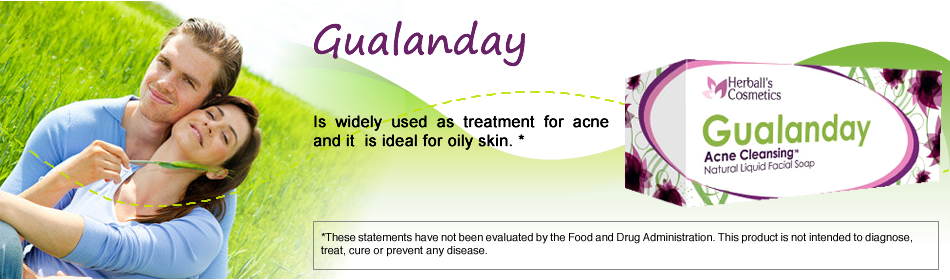 Gualanday
Is widely used as treatment for acne
and it is ideal for oily skin. *
Herball's
Cosmetics
Gualanday
Acne Cleansing*
Natural Liquid Facial Soap
*These statements have not been evaluated by the Food and Drug Administration. This product is not intended to diagnose,
treat, cure or prevent any disease.